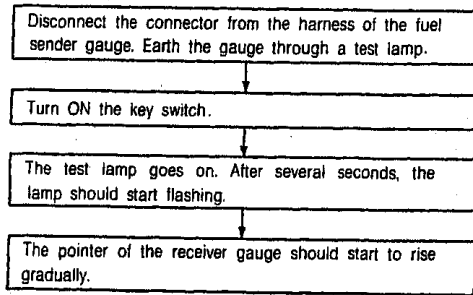 Disconnect the connector from the harness of the fuel
sender gauge. Earth the gauge through a test lamp.
Turn ON the key switch.
The test lamp goes on. After several seconds, the
lamp should start flashing.
The pointer of the receiver gauge should start to rise
gradually.